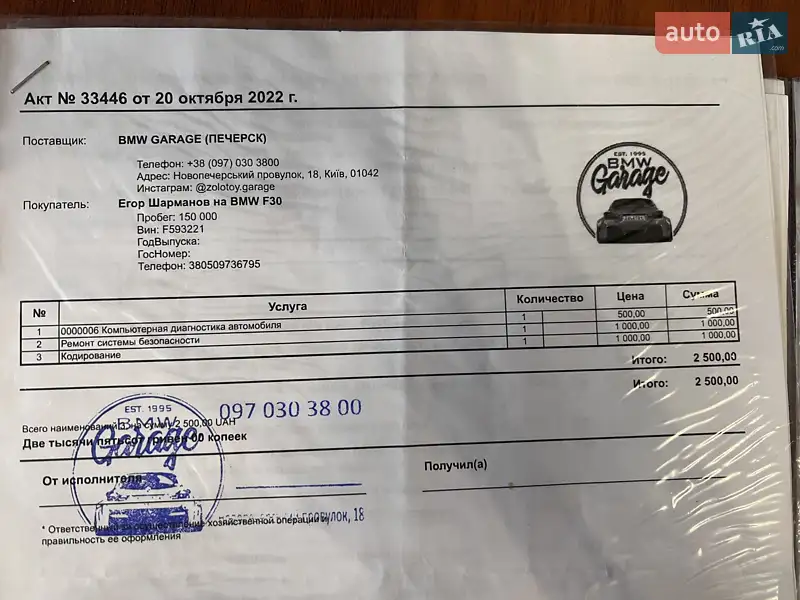 auto RIA.com
Акт № 33446 от 20 октября 2022 г.
Поставщик: BMW GARAGE (ПЕЧЕРСК)
Телефон: +38 (097) 030 3800
Адрес: Новопечерський провулок, 18, Київ, 01042
Инстаграм: @zolotoy.garage
EST. 1995
BMW
Garage
Покупатель: Егор Шарманов на BMW F30
Пробег: 150 000
Вин: F593221
ГодВыпуска:
ГосНомер:
Телефон: 380509736795
№ Услуга Количество Цена Сумма
1 0000006 Компьютерная диагностика автомобиля 1 500,00 500,00
2 Ремонт системы безопасности 1 1 000,00 1 000,00
3 Кодирование 1 1 000,00 1 000,00
Итого: 2 500,00
Итого: 2 500,00
EST. 1995
BMW
Garage
097 030 38 00
Всего наименований 3, на сумму 2 500,00 UAH
Две тысячи пятьсот гривен 00 копеек
От исполнителя
Получил(а)
* Ответственный за осуществление хозяйственной операции и
правильность ее оформления
ПРОВУЛОК, 18